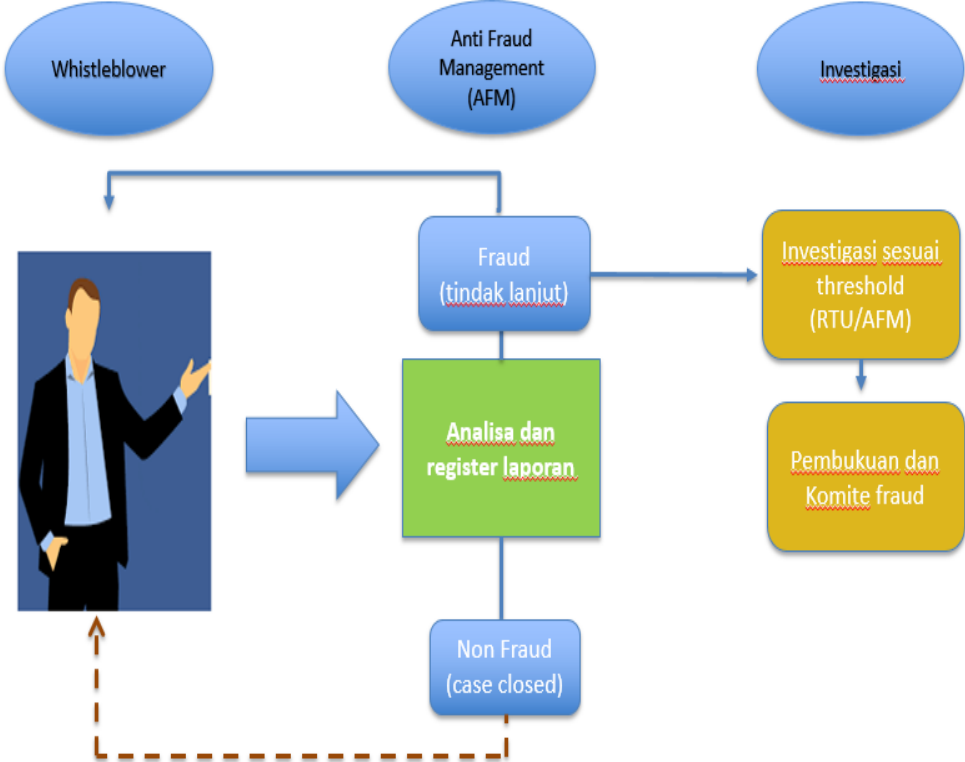 Whistleblower
Anti Fraud
Management
(AFM)
Investigasi
Fraud
(tindak lanjut)
Investigasi sesuai
threshold
(RTU/AFM)
Analisa dan
register laporan
Pembukuan dan
Komite fraud
Non Fraud
(case closed)